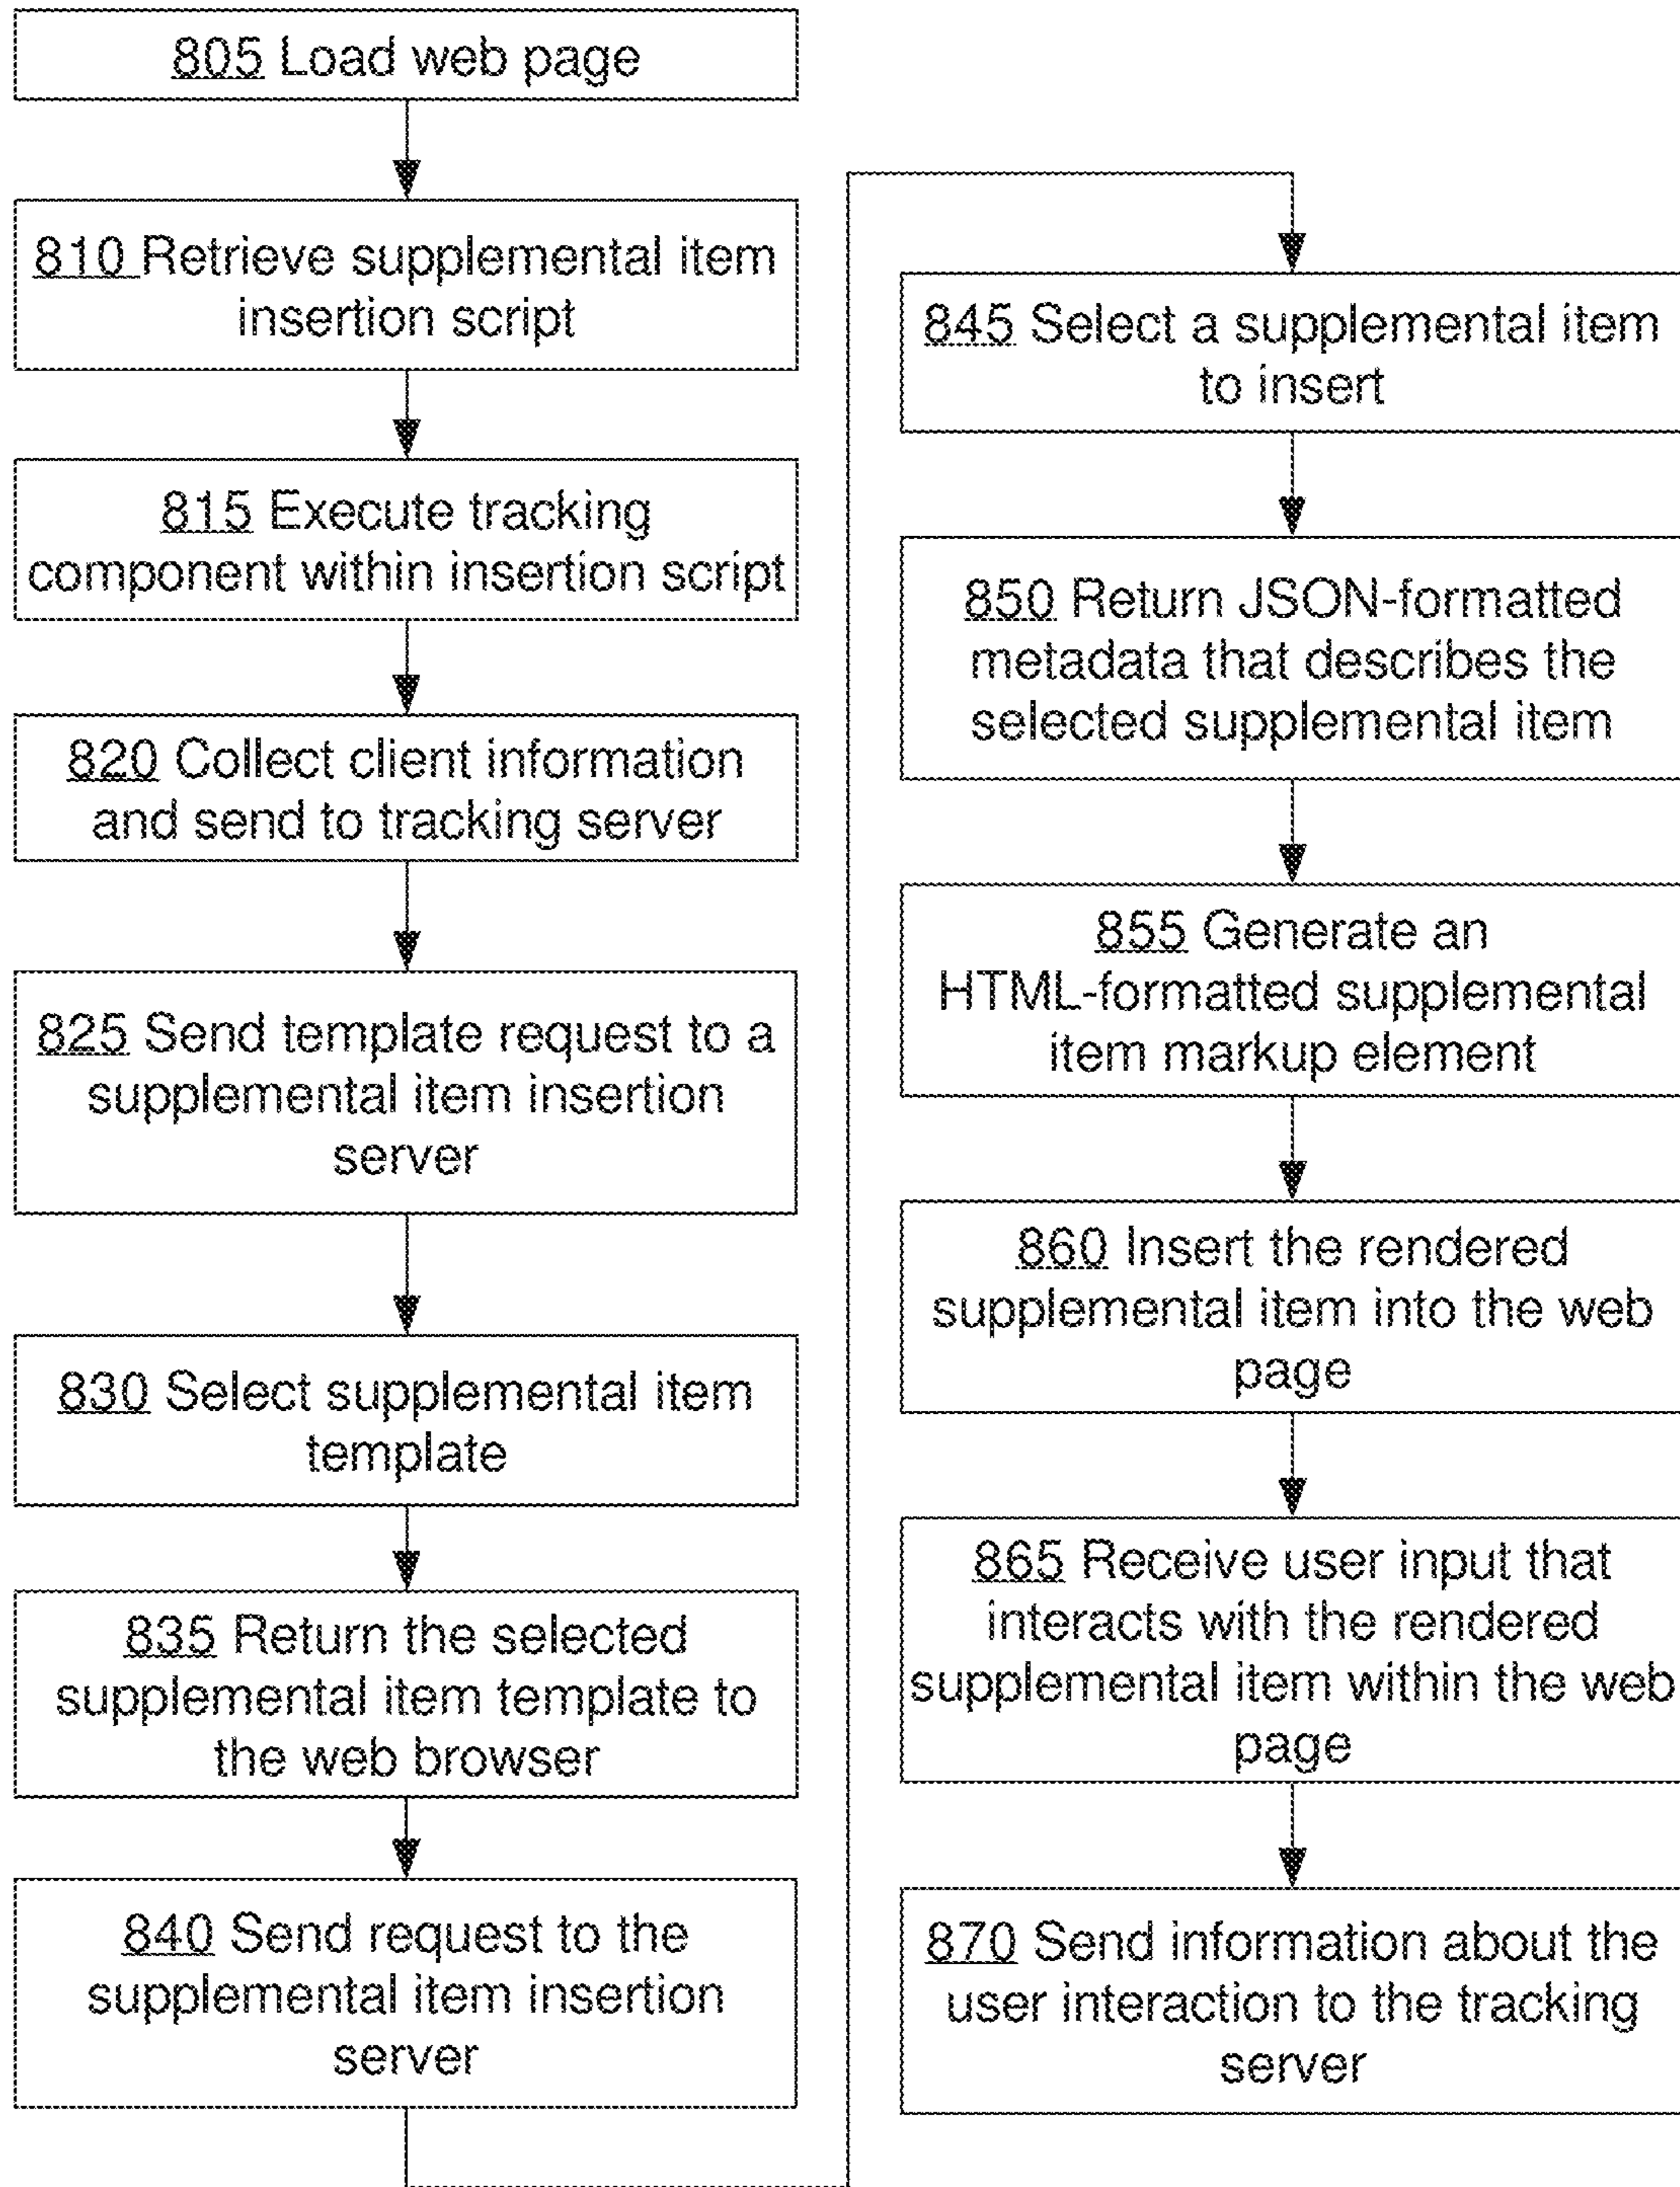 805 Load web page
810 Retrieve supplemental item
insertion script
815 Execute tracking
component within insertion script
820 Collect client information
and send to tracking server
825 Send template request to a
supplemental item insertion
server
830 Select supplemental item
template
835 Return the selected
supplemental item template to
the web browser
840 Send request to the
supplemental item insertion
server
845 Select a supplemental item
to insert
850 Return JSON-formatted
metadata that describes the
selected supplemental item
855 Generate an
HTML-formatted supplemental
item markup element
860 Insert the rendered
supplemental item into the web
page
865 Receive user input that
interacts with the rendered
supplemental item within the web
page
870 Send information about the
user interaction to the tracking
server